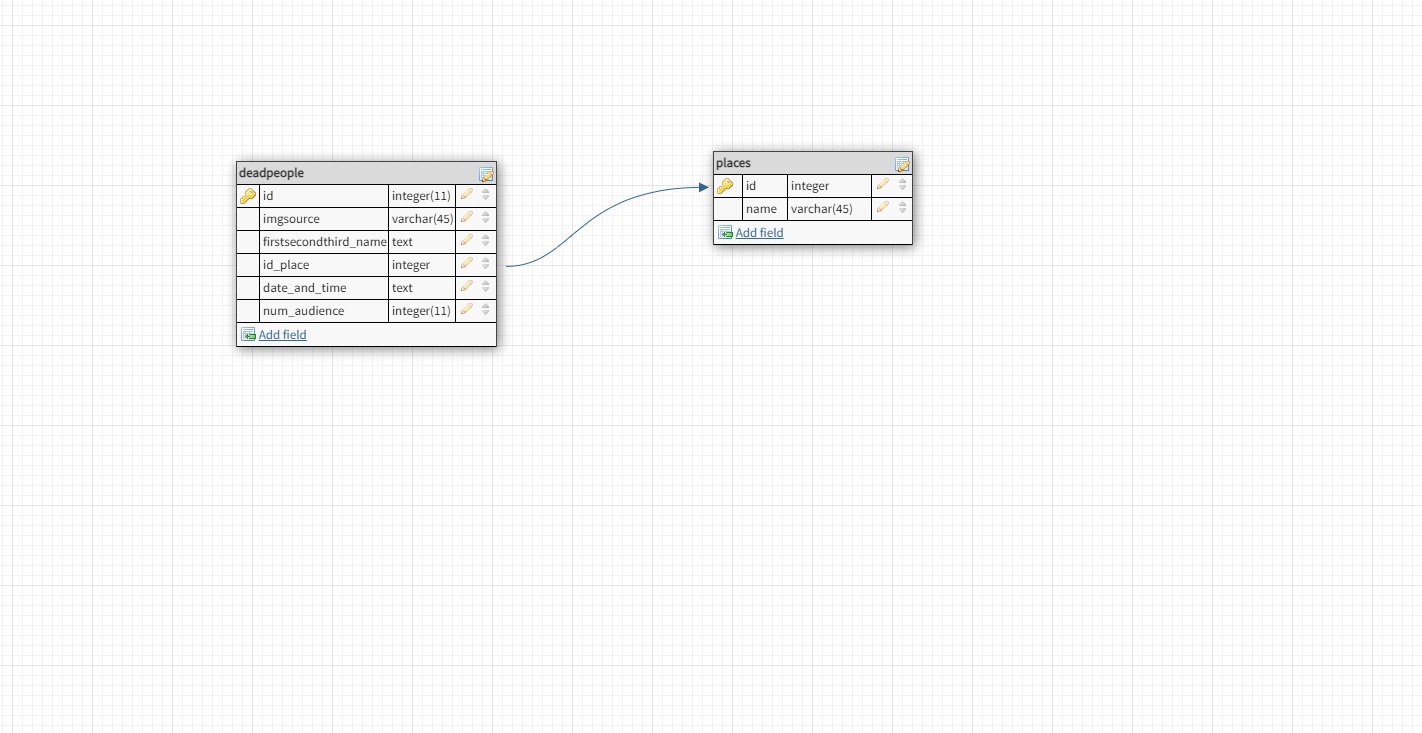 deadpeople
id integer(11)
imgsource varchar(45)
firstsecondthird_name text
id_place integer
date_and_time text
num_audience integer(11)
Add field
places
id integer
name varchar(45)
Add field